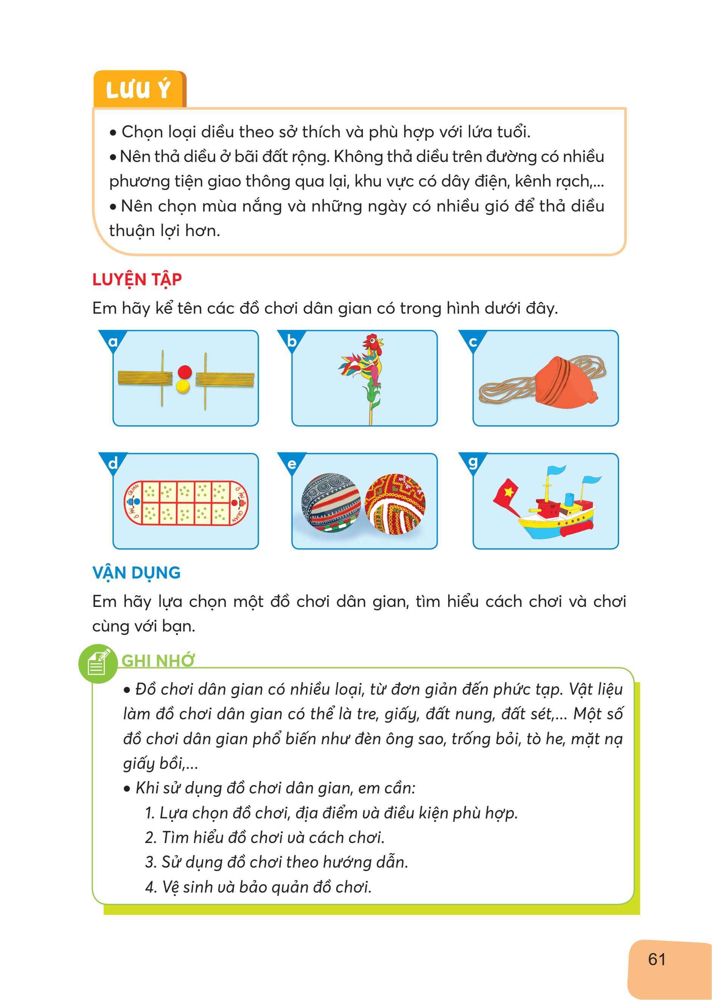 LƯU Ý
• Chọn loại diều theo sở thích và phù hợp với lứa tuổi.
• Nên thả diều ở bãi đất rộng. Không thả diều trên đường có nhiều
phương tiện giao thông qua lại, khu vực có dây điện, kênh rạch,...
• Nên chọn mùa nắng và những ngày có nhiều gió để thả diều
thuận lợi hơn.
LUYỆN TẬP
Em hãy kể tên các đồ chơi dân gian có trong hình dưới đây.
a
b
c
d
QUAN
Ô ĂN
Ô ĂN
QUAN
e
g
VẬN DỤNG
Em hãy lựa chọn một đồ chơi dân gian, tìm hiểu cách chơi và chơi
cùng với bạn.
GHI NHỚ
• Đồ chơi dân gian có nhiều loại, từ đơn giản đến phức tạp. Vật liệu
làm đồ chơi dân gian có thể là tre, giấy, đất nung, đất sét,... Một số
đồ chơi dân gian phổ biến như đèn ông sao, trống bỏi, tò he, mặt nạ
giấy bồi,...
• Khi sử dụng đồ chơi dân gian, em cần:
1. Lựa chọn đồ chơi, địa điểm và điều kiện phù hợp.
2. Tìm hiểu đồ chơi và cách chơi.
3. Sử dụng đồ chơi theo hướng dẫn.
4. Vệ sinh và bảo quản đồ chơi.
61